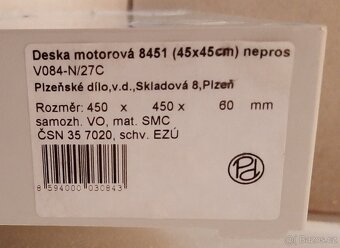 Deska motorová 8451 (45x45cm) nepros
V084-N/27C
Plzeňské dílo,v.d.,Skladová 8,Plzeň
Rozměr: 450 x 450 x 60 mm
samozh. VO, mat. SMC
ČSN 35 7020, schv. EZÚ
8 594000 030843